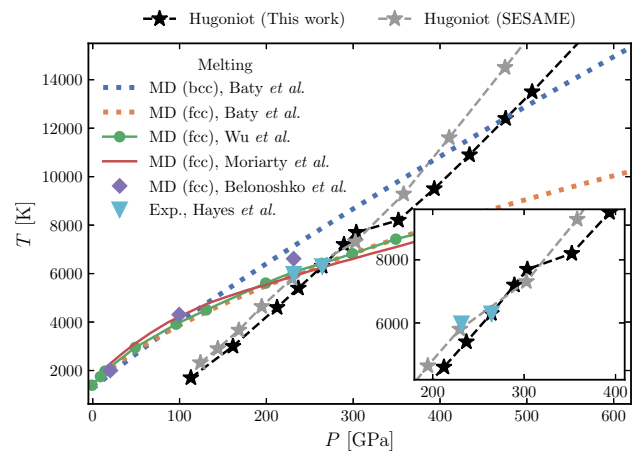 Hugoniot (This work) Hugoniot (SESAME)
Melting
MD (bcc), Baty et al.
MD (fcc), Baty et al.
MD (fcc), Wu et al.
MD (fcc), Moriarty et al.
MD (fcc), Belonoshko et al.
Exp., Hayes et al.
T [K]
14000
12000
10000
8000
6000
4000
2000
8000
6000
200 300 400
0 100 200 300 400 500 600
P [GPa]